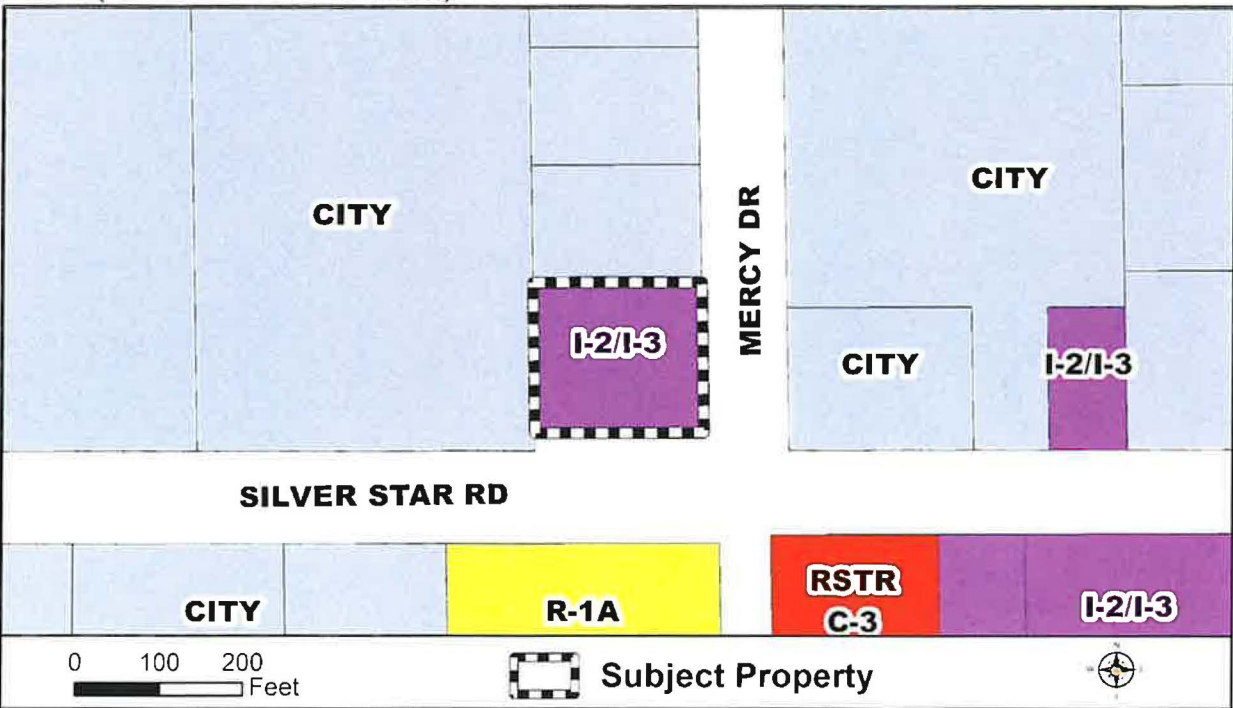 CITY
CITY
MERCY DR
I-2/I-3
CITY
I-2/I-3
SILVER STAR RD
CITY
R-1A
RSTR
C-3
I-2/I-3
0 100 200
Feet
Subject Property
N